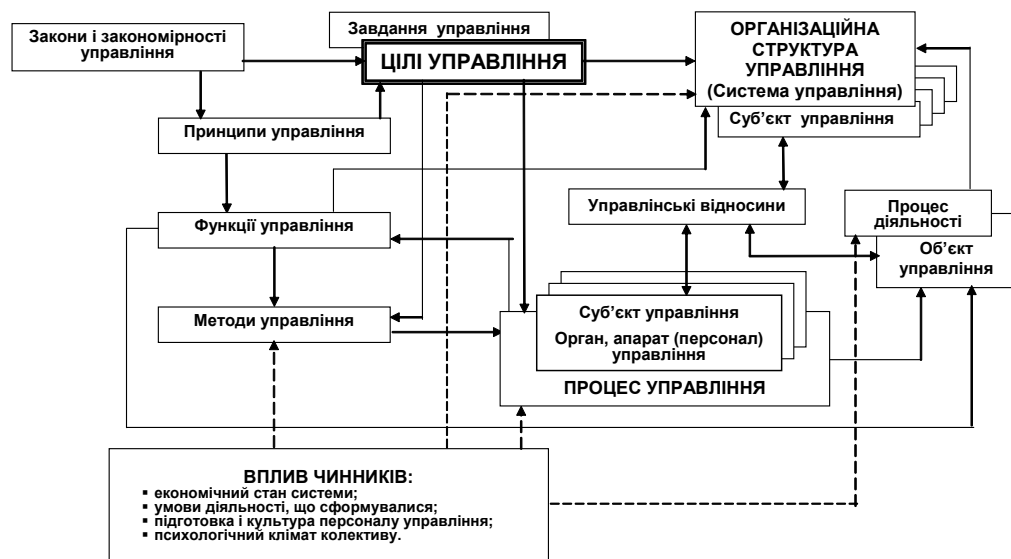 Закони і закономірності
управління
Завдання управління
ЦІЛІ УПРАВЛІННЯ
ОРГАНІЗАЦІЙНА
СТРУКТУРА
УПРАВЛІННЯ
(Система управління)
Суб’єкт управління
Принципи управління
Управлінські відносини
Процес
діяльності
Об’єкт
управління
Функції управління
Методи управління
Суб’єкт управління
Орган, апарат (персонал)
управління
ПРОЦЕС УПРАВЛІННЯ
ВПЛИВ ЧИННИКІВ:
▪ економічний стан системи;
▪ умови діяльності, що сформувалися;
▪ підготовка і культура персоналу управління;
▪ психологічний клімат колективу.